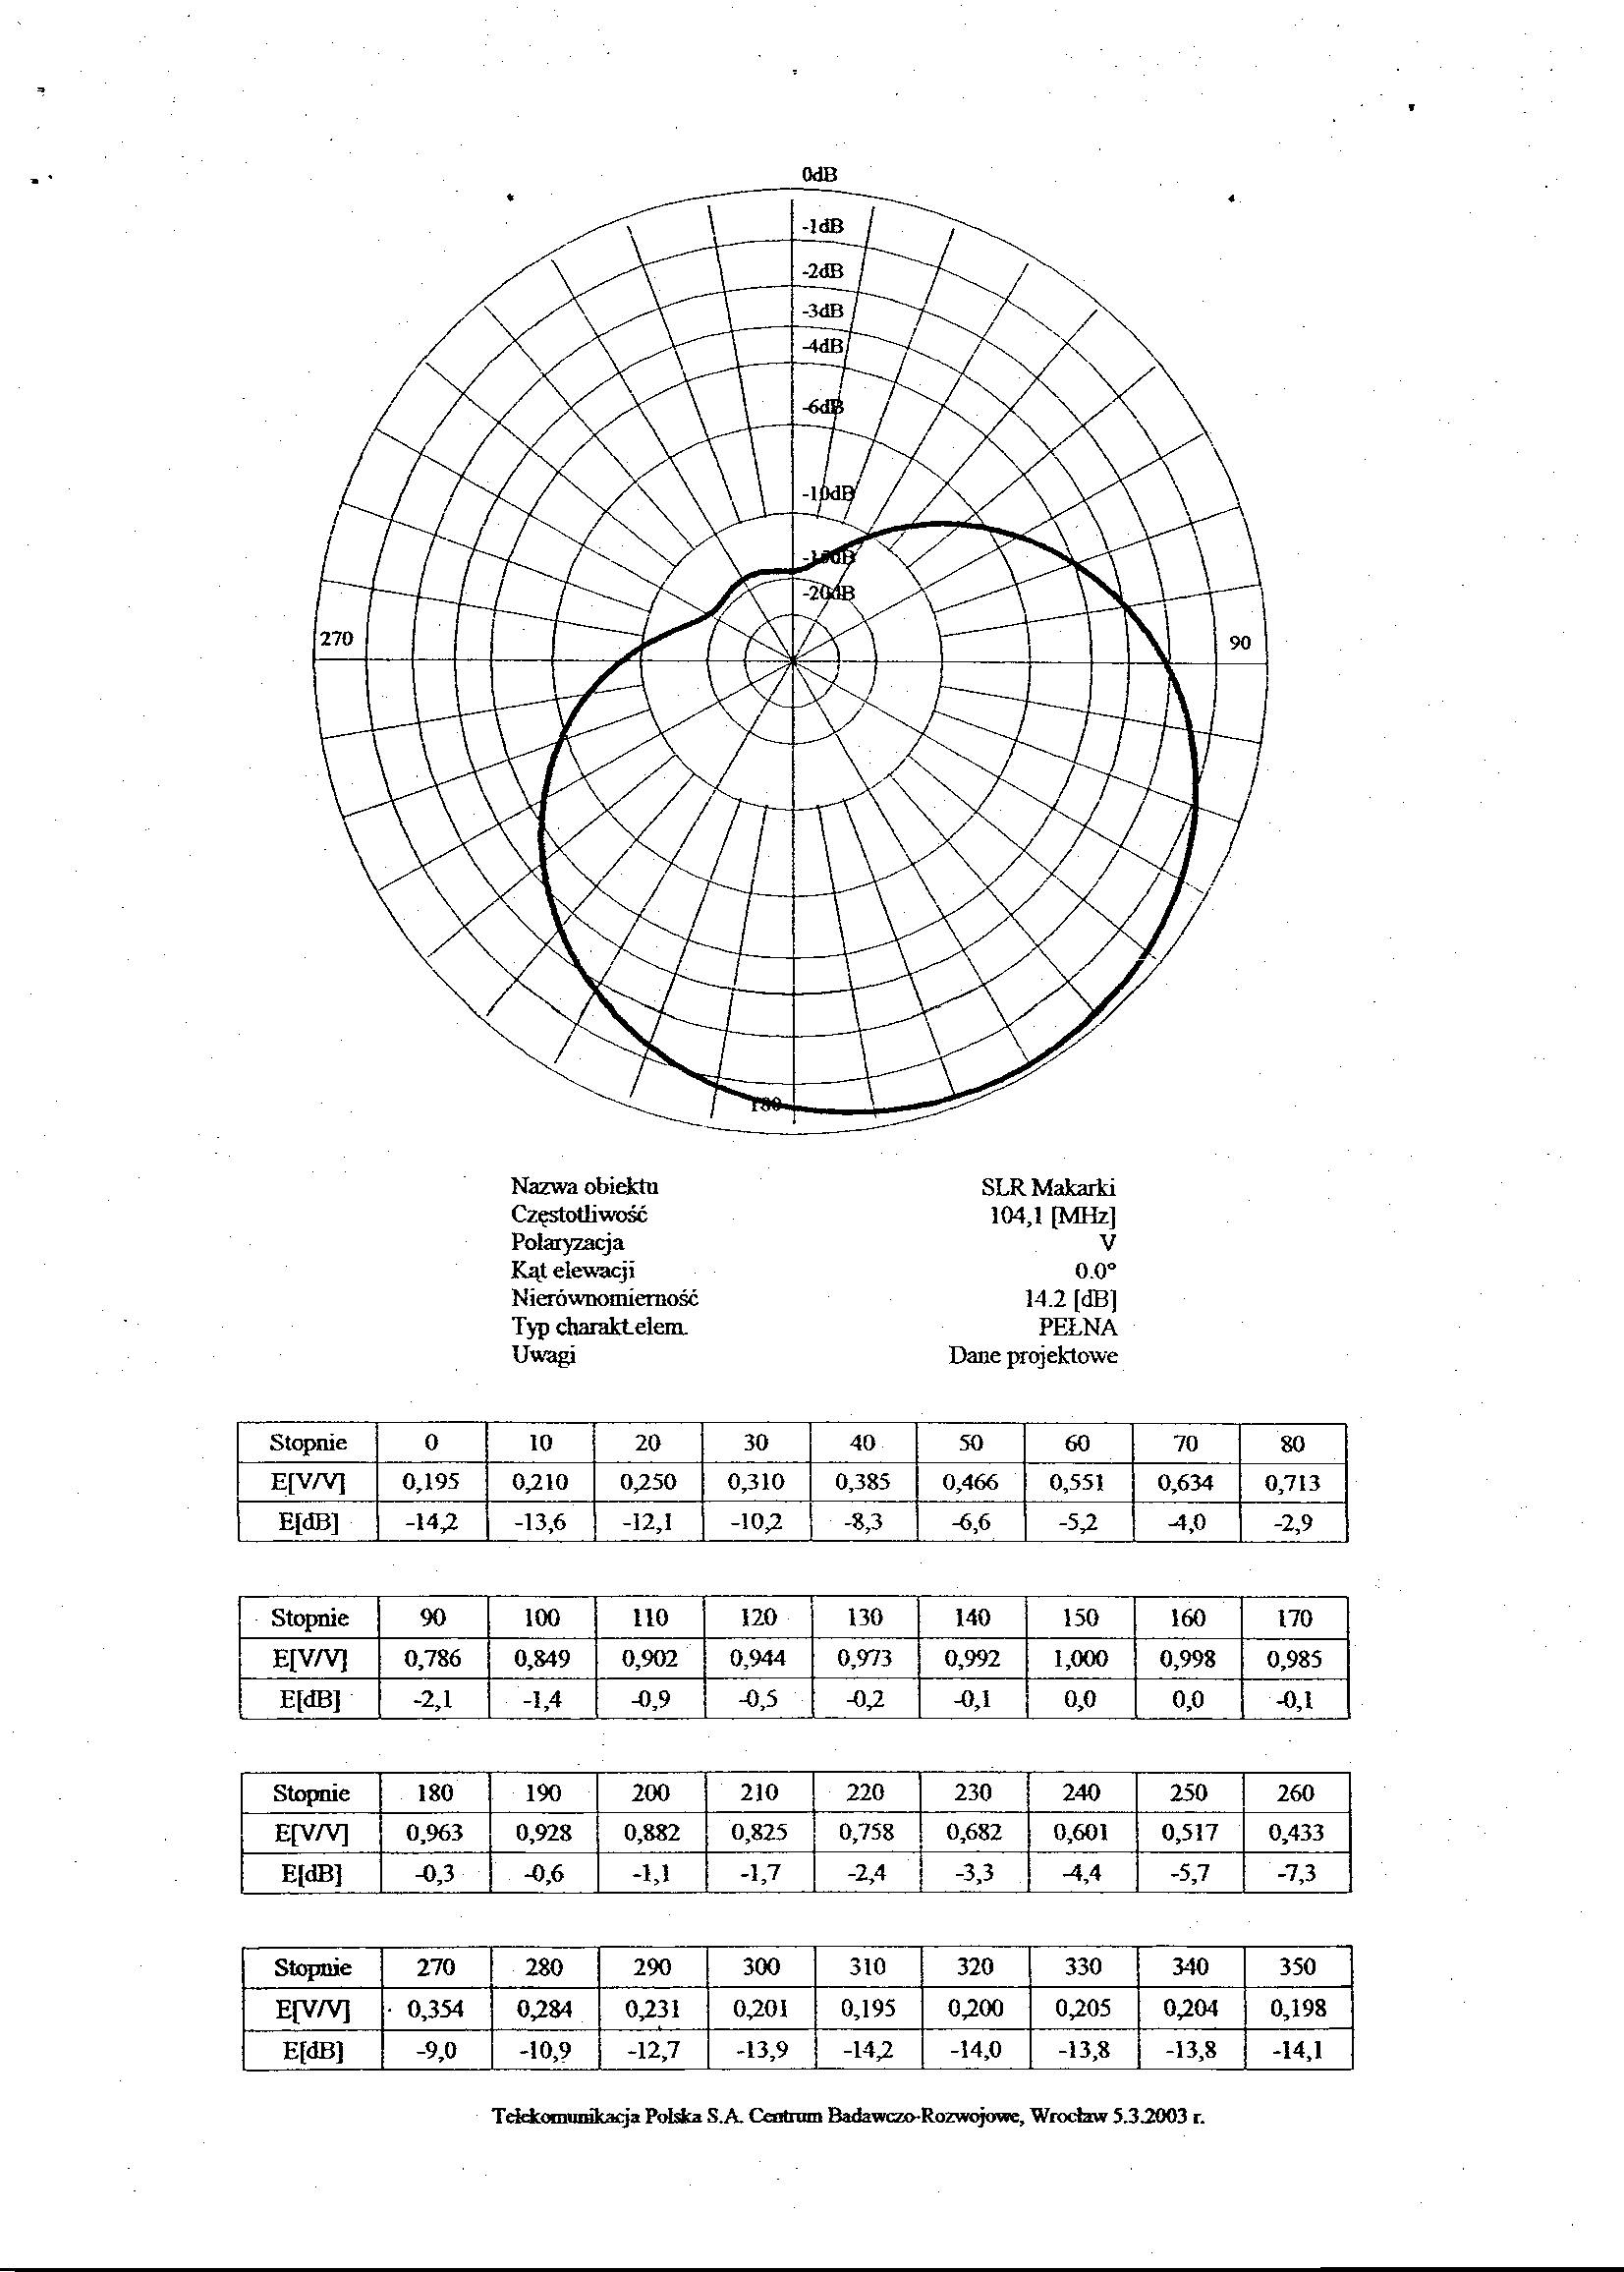 0dB
-1dB
-2dB
-3dB
-4dB
-6dB
-10dB
-15dB
-20dB
270
90
180
Nazwa obiektu SLR Makarki
Częstotliwość 104,1 [MHz]
Polaryzacja V
Kąt elewacji 0.0°
Nierównomierność 14.2 [dB]
Typ charakt.elem. PEŁNA
Uwagi Dane projektowe
Stopnie 0 10 20 30 40 50 60 70 80
E[V/V] 0,195 0,210 0,250 0,310 0,385 0,466 0,551 0,634 0,713
E[dB] -14,2 -13,6 -12,1 -10,2 -8,3 -6,6 -5,2 -4,0 -2,9
Stopnie 90 100 110 120 130 140 150 160 170
E[V/V] 0,786 0,849 0,902 0,944 0,973 0,992 1,000 0,998 0,985
E[dB] -2,1 -1,4 -0,9 -0,5 -0,2 -0,1 0,0 0,0 -0,1
Stopnie 180 190 200 210 220 230 240 250 260
E[V/V] 0,963 0,928 0,882 0,825 0,758 0,682 0,601 0,517 0,433
E[dB] -0,3 -0,6 -1,1 -1,7 -2,4 -3,3 -4,4 -5,7 -7,3
Stopnie 270 280 290 300 310 320 330 340 350
E[V/V] 0,354 0,284 0,231 0,201 0,195 0,200 0,205 0,204 0,198
E[dB] -9,0 -10,9 -12,7 -13,9 -14,2 -14,0 -13,8 -13,8 -14,1
Telekomunikacja Polska S.A. Centrum Badawczo-Rozwojowe, Wrocław 5.3.2003 r.